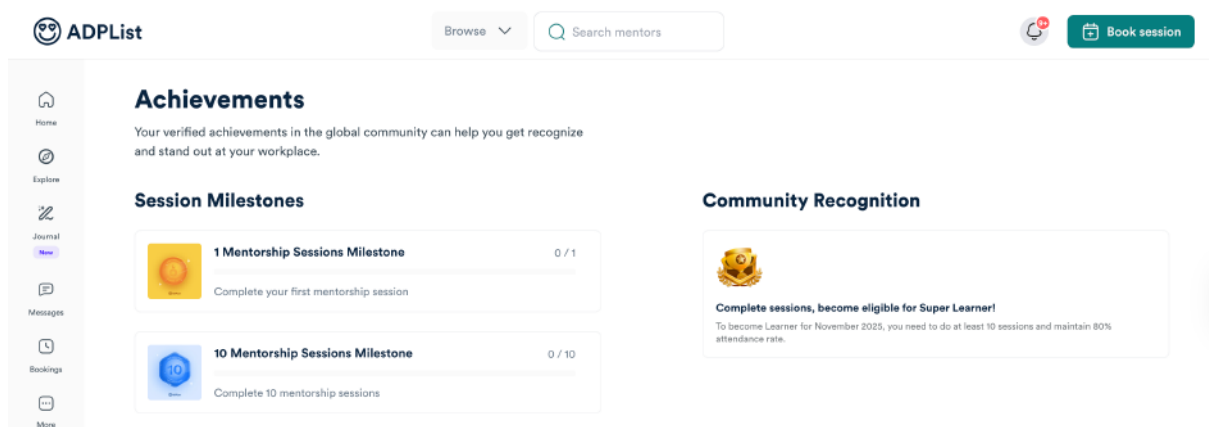 ADPList
Browse
Search mentors
9+
Book session
Home
Explore
Journal
New
Messages
Bookings
More
Achievements
Your verified achievements in the global community can help you get recognize
and stand out at your workplace.
Session Milestones
1 Mentorship Sessions Milestone
0 / 1
Complete your first mentorship session
10
10 Mentorship Sessions Milestone
0 / 10
Complete 10 mentorship sessions
Community Recognition
Complete sessions, become eligible for Super Learner!
To become Learner for November 2025, you need to do at least 10 sessions and maintain 80%
attendance rate.